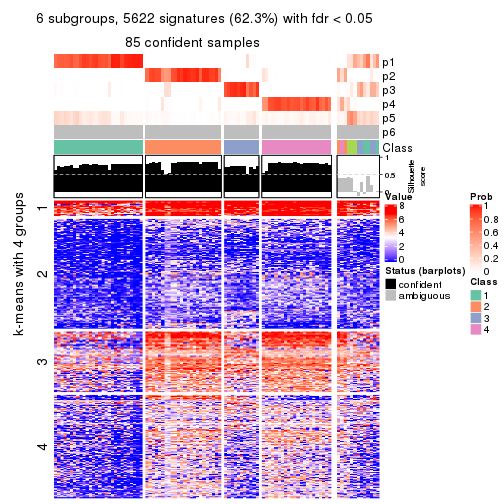 6 subgroups, 5622 signatures (62.3%) with fdr < 0.05
85 confident samples
p1
p2
p3
p4
p5
p6
Class
1
0.5
0
Silhouette
score
k-means with 4 groups
1
2
3
4
Value
8
6
4
2
0
Status (barplots)
confident
ambiguous
Prob
1
0.8
0.6
0.4
0.2
0
Class
1
2
3
4